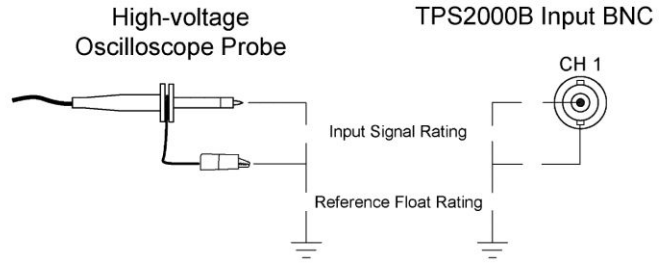 High-voltage
Oscilloscope Probe
TPS2000B Input BNC
CH 1
Input Signal Rating
Reference Float Rating